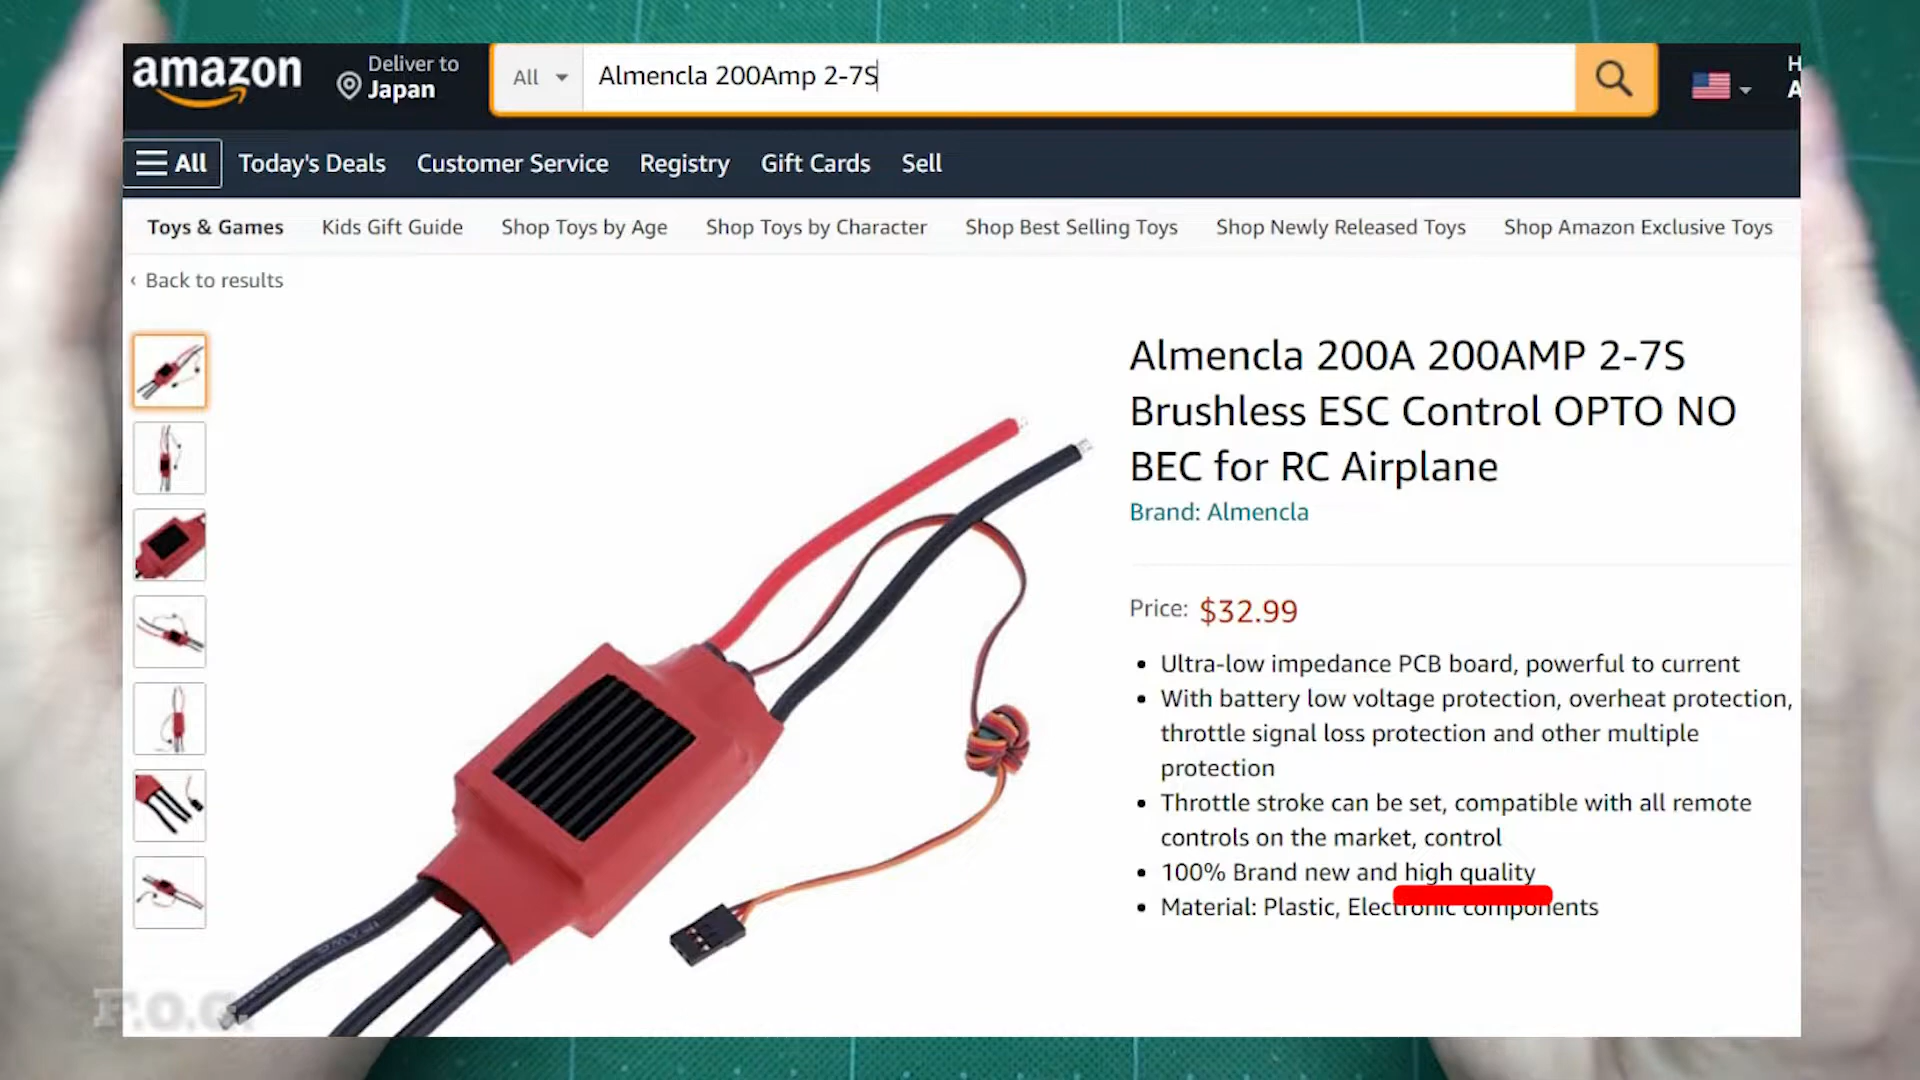 amazon
Deliver to
Japan
All
Almencla 200Amp 2-7S
H
A
All
Today's Deals
Customer Service
Registry
Gift Cards
Sell
Toys & Games
Kids Gift Guide
Shop Toys by Age
Shop Toys by Character
Shop Best Selling Toys
Shop Newly Released Toys
Shop Amazon Exclusive Toys
‹ Back to results
Almencla 200A 200AMP 2-7S
Brushless ESC Control OPTO NO
BEC for RC Airplane
Brand: Almencla
Price: $32.99
• Ultra-low impedance PCB board, powerful to current
• With battery low voltage protection, overheat protection,
throttle signal loss protection and other multiple
protection
• Throttle stroke can be set, compatible with all remote
controls on the market, control
• 100% Brand new and high quality
• Material: Plastic, Electronic components
F.O.G.